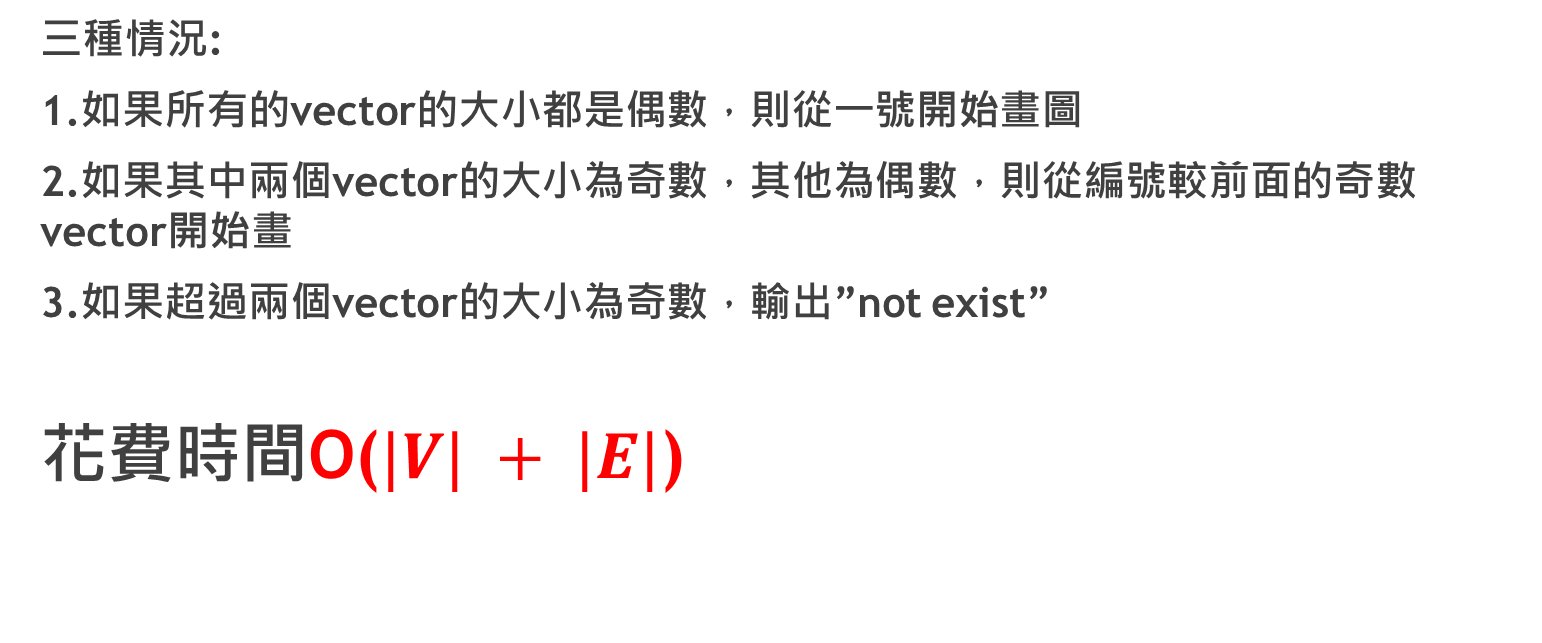 三種情況:
1.如果所有的vector的大小都是偶數，則從一號開始畫圖
2.如果其中兩個vector的大小為奇數，其他為偶數，則從編號較前面的奇數
vector開始畫
3.如果超過兩個vector的大小為奇數，輸出”not exist”
花費時間O(|V| + |E|)